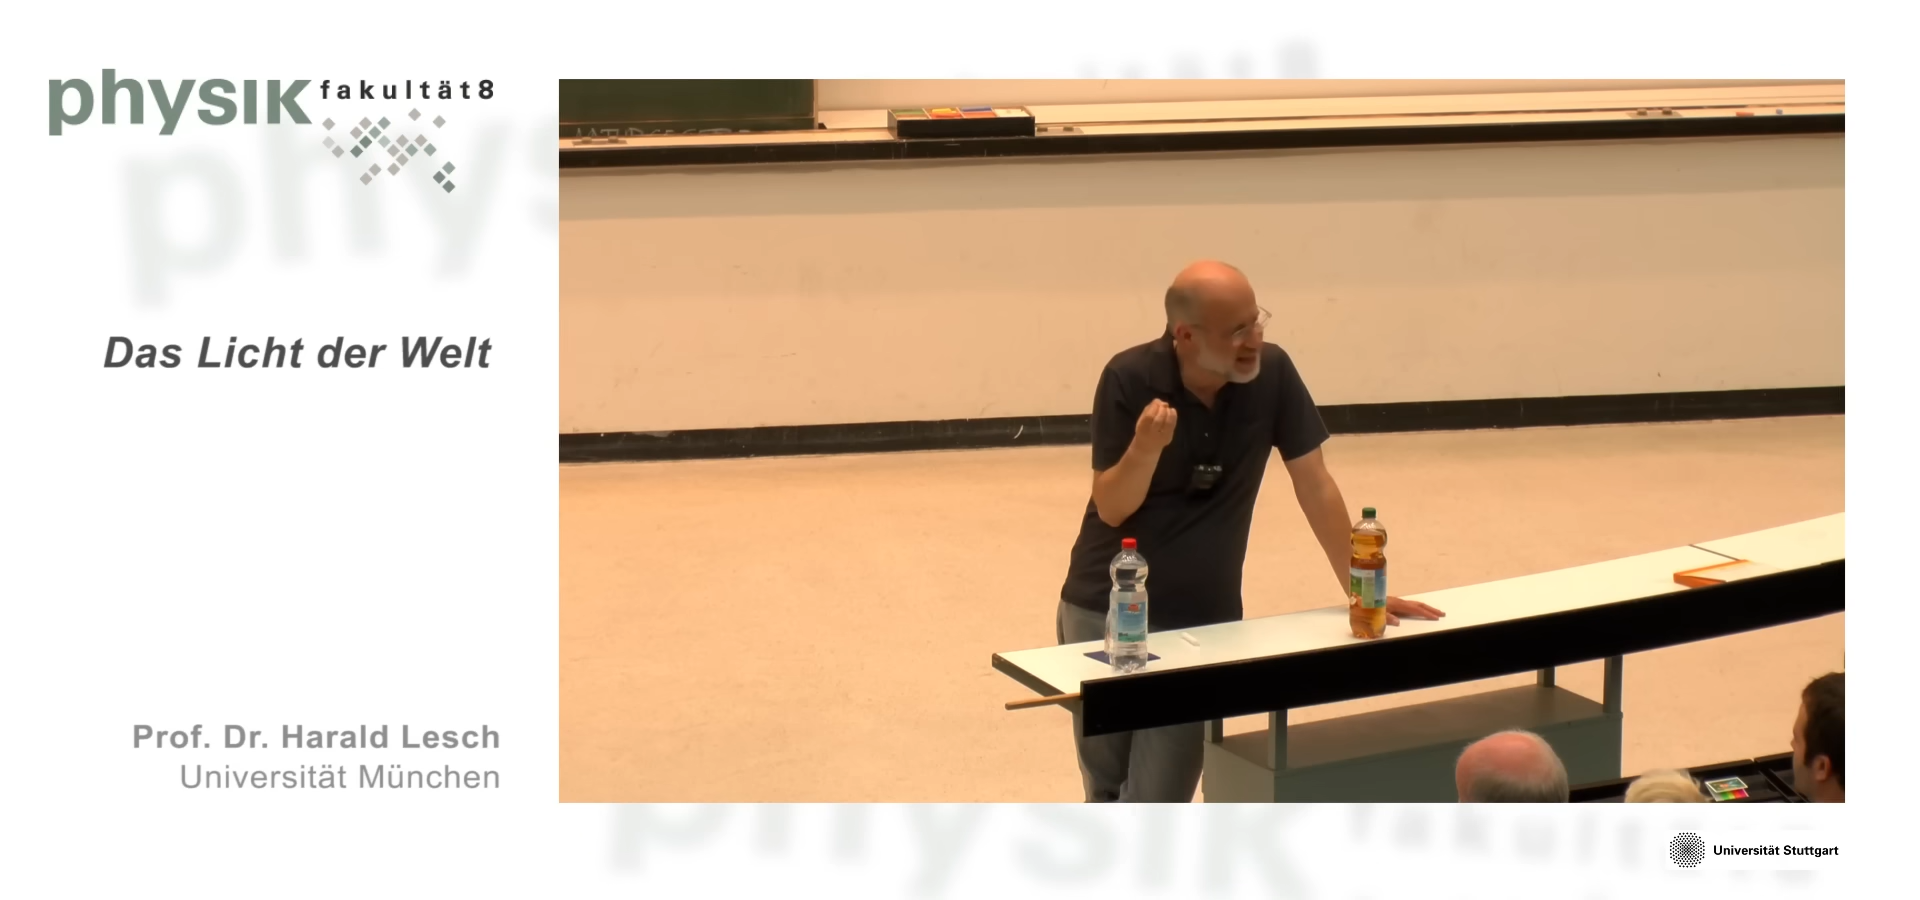 physik fakultät8
Das Licht der Welt
Prof. Dr. Harald Lesch
Universität München
Universität Stuttgart